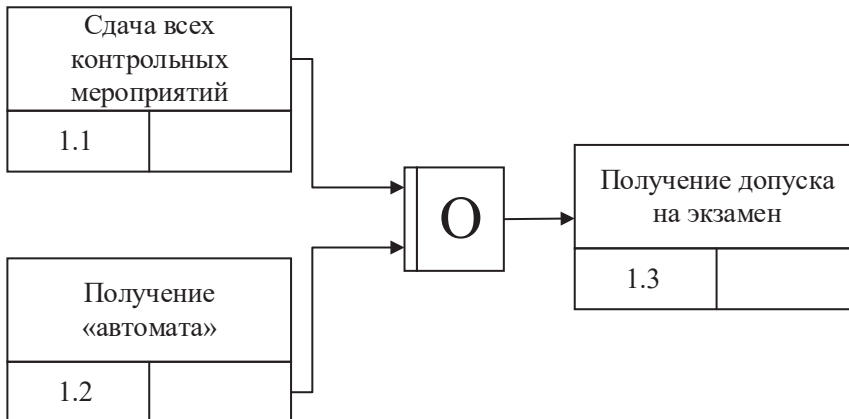 Сдача всех
контрольных
мероприятий
1.1
Получение
«автомата»
1.2
О
Получение допуска
на экзамен
1.3